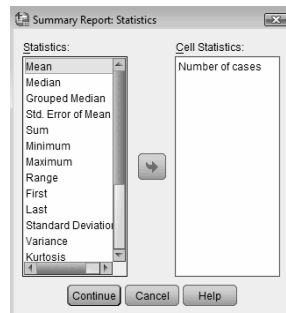 Summary Report: Statistics
Statistics:
Mean
Median
Grouped Median
Std. Error of Mean
Sum
Minimum
Maximum
Range
First
Last
Standard Deviation
Variance
Kurtosis
Cell Statistics:
Number of cases
Continue
Cancel
Help